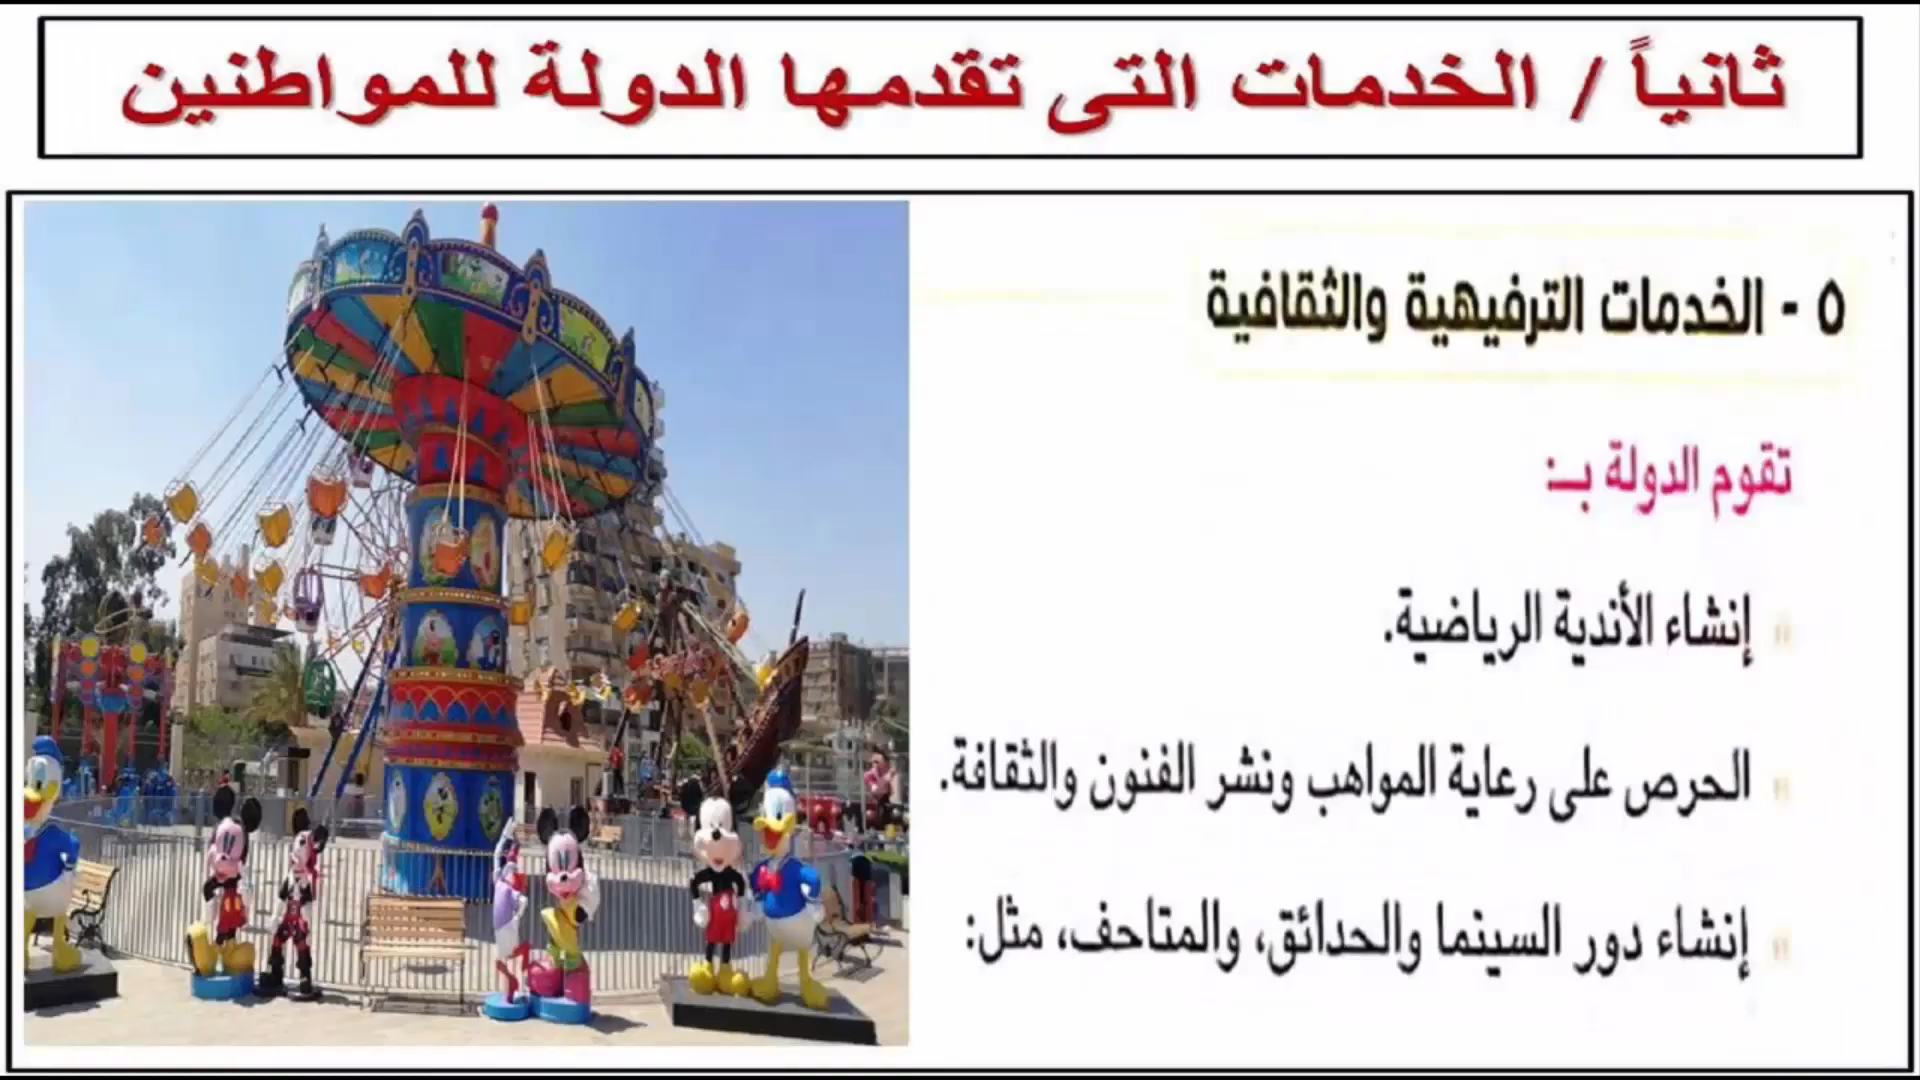 ثانياً / الخدمات التى تقدمها الدولة للمواطنين
٥ - الخدمات الترفيهية والثقافية
تقوم الدولة بـ:
إنشاء الأندية الرياضية.
الحرص على رعاية المواهب ونشر الفنون والثقافة.
إنشاء دور السينما والحدائق، والمتاحف، مثل: